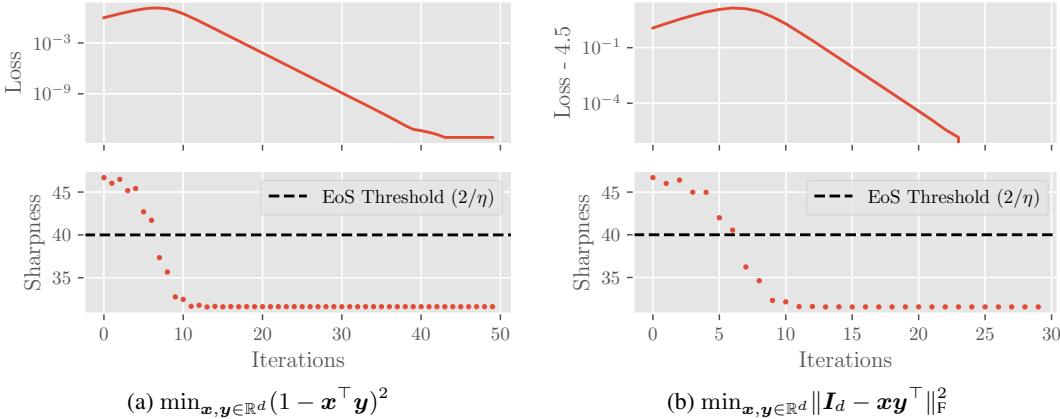 Loss
10⁻³
10⁻⁹
Sharpness
45
40
35
EoS Threshold (2/η)
0 10 20 30 40 50
Iterations
(a) min_{x,y∈ℝ^d}(1 − x^⊤y)²
Loss - 4.5
10⁻¹
10⁻⁴
Sharpness
45
40
35
EoS Threshold (2/η)
0 5 10 15 20 25 30
Iterations
(b) min_{x,y∈ℝ^d}‖I_d − xy^⊤‖²_F